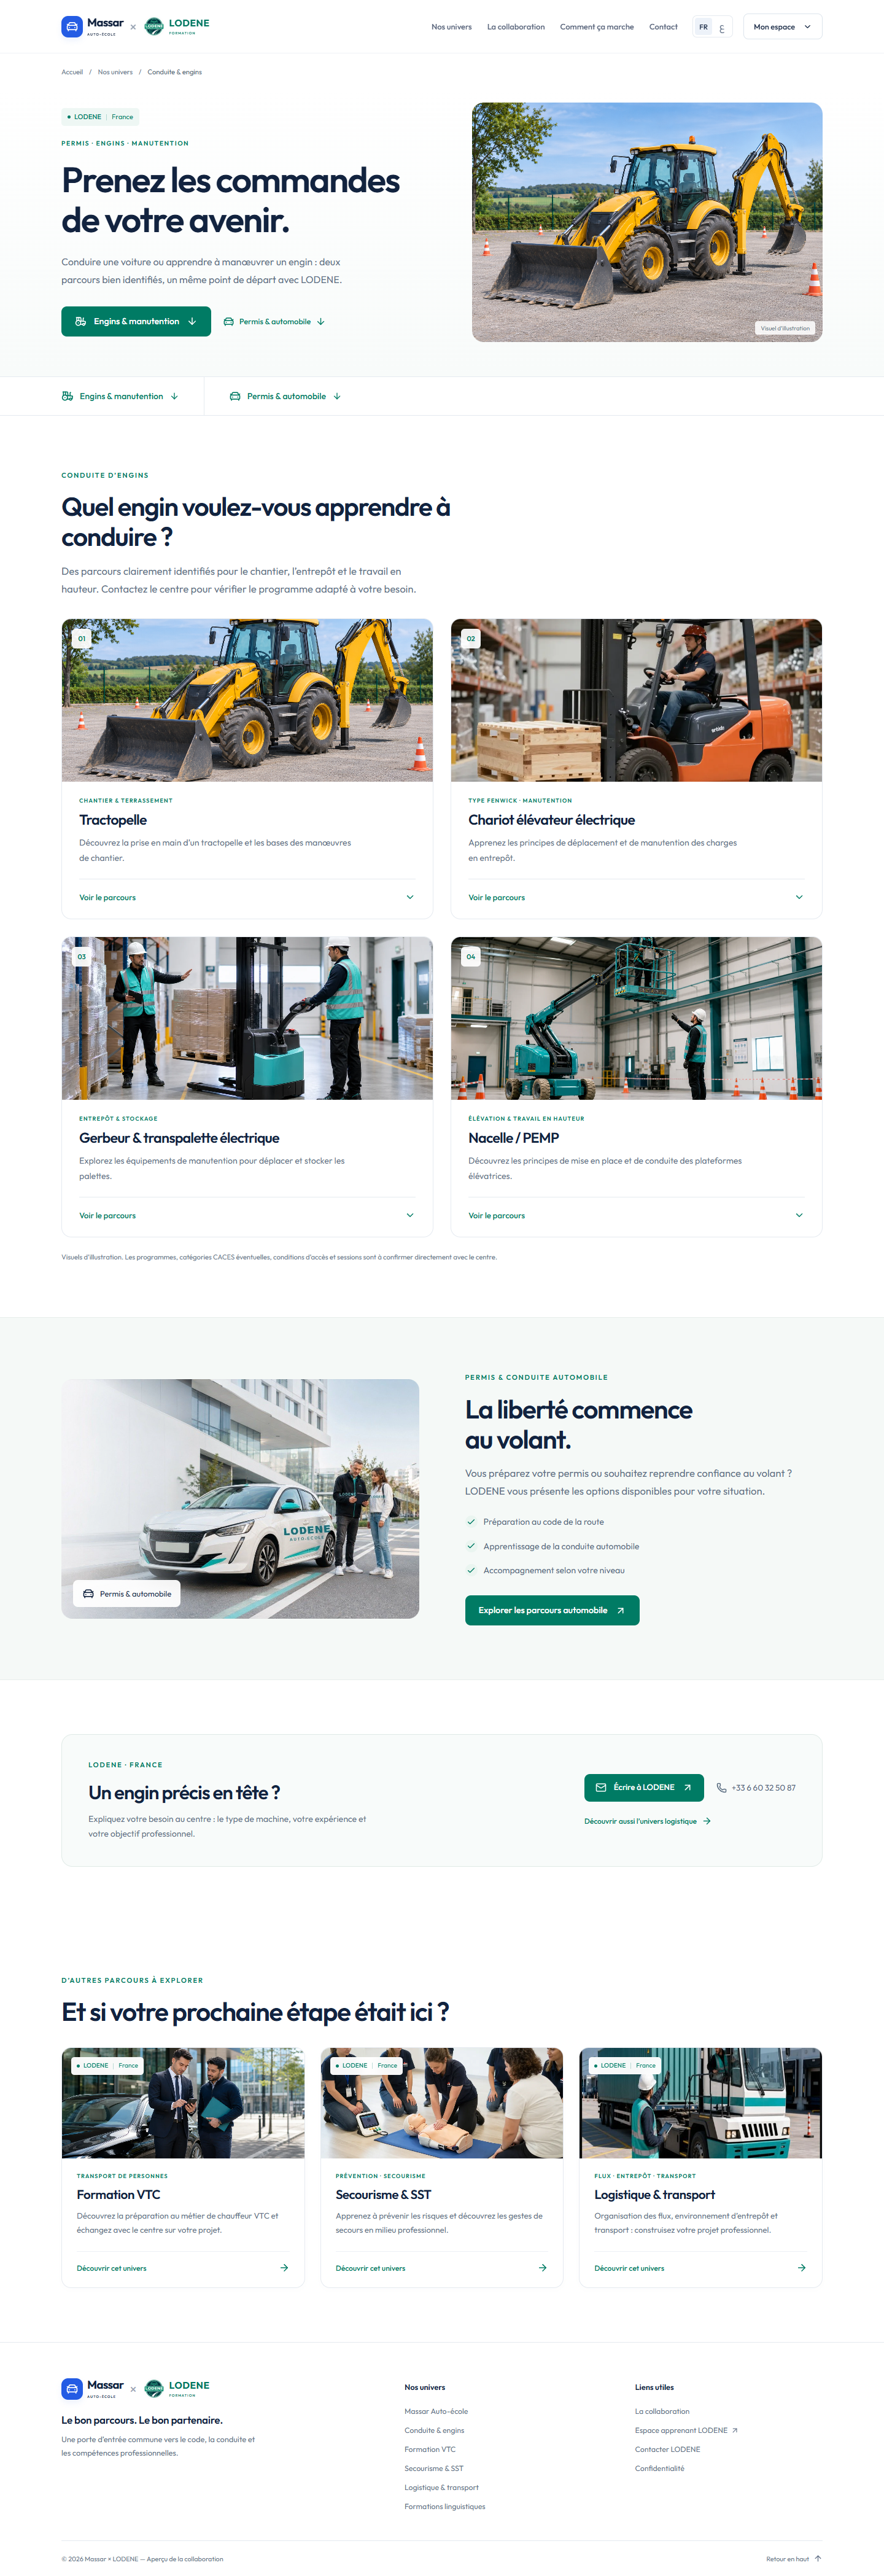 Massar
AUTO-ÉCOLE
×
LODENE
FORMATION
Nos univers
La collaboration
Comment ça marche
Contact
FR
ع
Mon espace
Accueil / Nos univers / Conduite & engins
LODENE | France
PERMIS · ENGINS · MANUTENTION
Prenez les commandes
de votre avenir.
Conduire une voiture ou apprendre à manœuvrer un engin : deux
parcours bien identifiés, un même point de départ avec LODENE.
Engins & manutention
Permis & automobile
Visuel d'illustration
Engins & manutention
Permis & automobile
CONDUITE D'ENGINS
Quel engin voulez-vous apprendre à
conduire ?
Des parcours clairement identifiés pour le chantier, l'entrepôt et le travail en
hauteur. Contactez le centre pour vérifier le programme adapté à votre besoin.
01
CHANTIER & TERRASSEMENT
Tractopelle
Découvrez la prise en main d'un tractopelle et les bases des manœuvres
de chantier.
Voir le parcours
02
TYPE FENWICK · MANUTENTION
Chariot élévateur électrique
Apprenez les principes de déplacement et de manutention des charges
en entrepôt.
Voir le parcours
03
ENTREPÔT & STOCKAGE
Gerbeur & transpalette électrique
Explorez les équipements de manutention pour déplacer et stocker les
palettes.
Voir le parcours
04
ÉLÉVATION & TRAVAIL EN HAUTEUR
Nacelle / PEMP
Découvrez les principes de mise en place et de conduite des plateformes
élévatrices.
Voir le parcours
Visuels d'illustration. Les programmes, catégories CACES éventuelles, conditions d'accès et sessions sont à confirmer directement avec le centre.
LODENE
AUTO-ÉCOLE
Permis & automobile
PERMIS & CONDUITE AUTOMOBILE
La liberté commence
au volant.
Vous préparez votre permis ou souhaitez reprendre confiance au volant ?
LODENE vous présente les options disponibles pour votre situation.
Préparation au code de la route
Apprentissage de la conduite automobile
Accompagnement selon votre niveau
Explorer les parcours automobile
LODENE · FRANCE
Un engin précis en tête ?
Expliquez votre besoin au centre : le type de machine, votre expérience et
votre objectif professionnel.
Écrire à LODENE
+33 6 60 32 50 87
Découvrir aussi l'univers logistique
D'AUTRES PARCOURS À EXPLORER
Et si votre prochaine étape était ici ?
LODENE | France
TRANSPORT DE PERSONNES
Formation VTC
Découvrez la préparation au métier de chauffeur VTC et
échangez avec le centre sur votre projet.
Découvrir cet univers
LODENE | France
PRÉVENTION · SECOURISME
Secourisme & SST
Apprenez à prévenir les risques et découvrez les gestes de
secours en milieu professionnel.
Découvrir cet univers
LODENE | France
FLUX · ENTREPÔT · TRANSPORT
Logistique & transport
Organisation des flux, environnement d'entrepôt et
transport : construisez votre projet professionnel.
Découvrir cet univers
Massar
AUTO-ÉCOLE
×
LODENE
FORMATION
Le bon parcours. Le bon partenaire.
Une porte d'entrée commune vers le code, la conduite et
les compétences professionnelles.
Nos univers
Massar Auto-école
Conduite & engins
Formation VTC
Secourisme & SST
Logistique & transport
Formations linguistiques
Liens utiles
La collaboration
Espace apprenant LODENE
Contacter LODENE
Confidentialité
© 2026 Massar × LODENE — Aperçu de la collaboration
Retour en haut